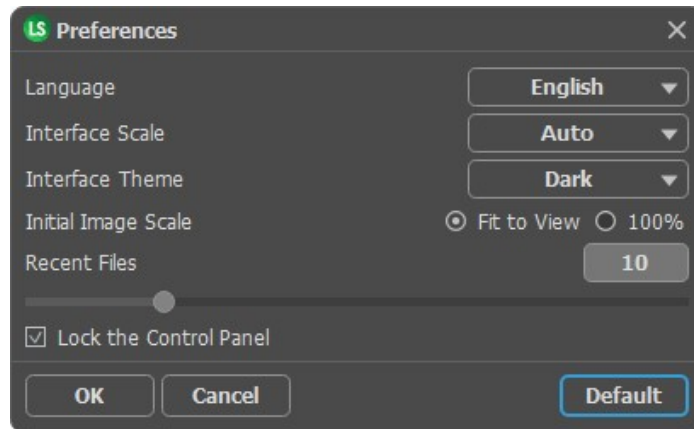 LS Preferences
Language English
Interface Scale Auto
Interface Theme Dark
Initial Image Scale Fit to View 100%
Recent Files 10
Lock the Control Panel
OK Cancel Default